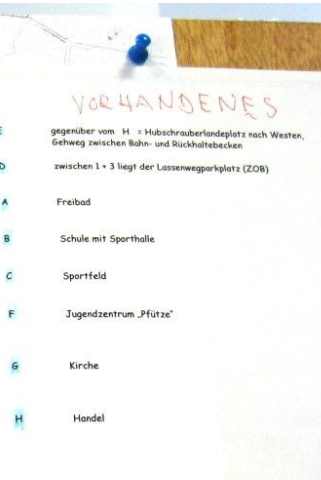 VORHANDENES
E gegenüber vom H = Hubschrauberlandeplatz nach Westen,
Gehweg zwischen Bahn- und Rückhaltebecken
D zwischen 1 + 3 liegt der Lassenwegparkplatz (ZOB)
A Freibad
B Schule mit Sporthalle
C Sportfeld
F Jugendzentrum „Pfütze"
G Kirche
H Handel